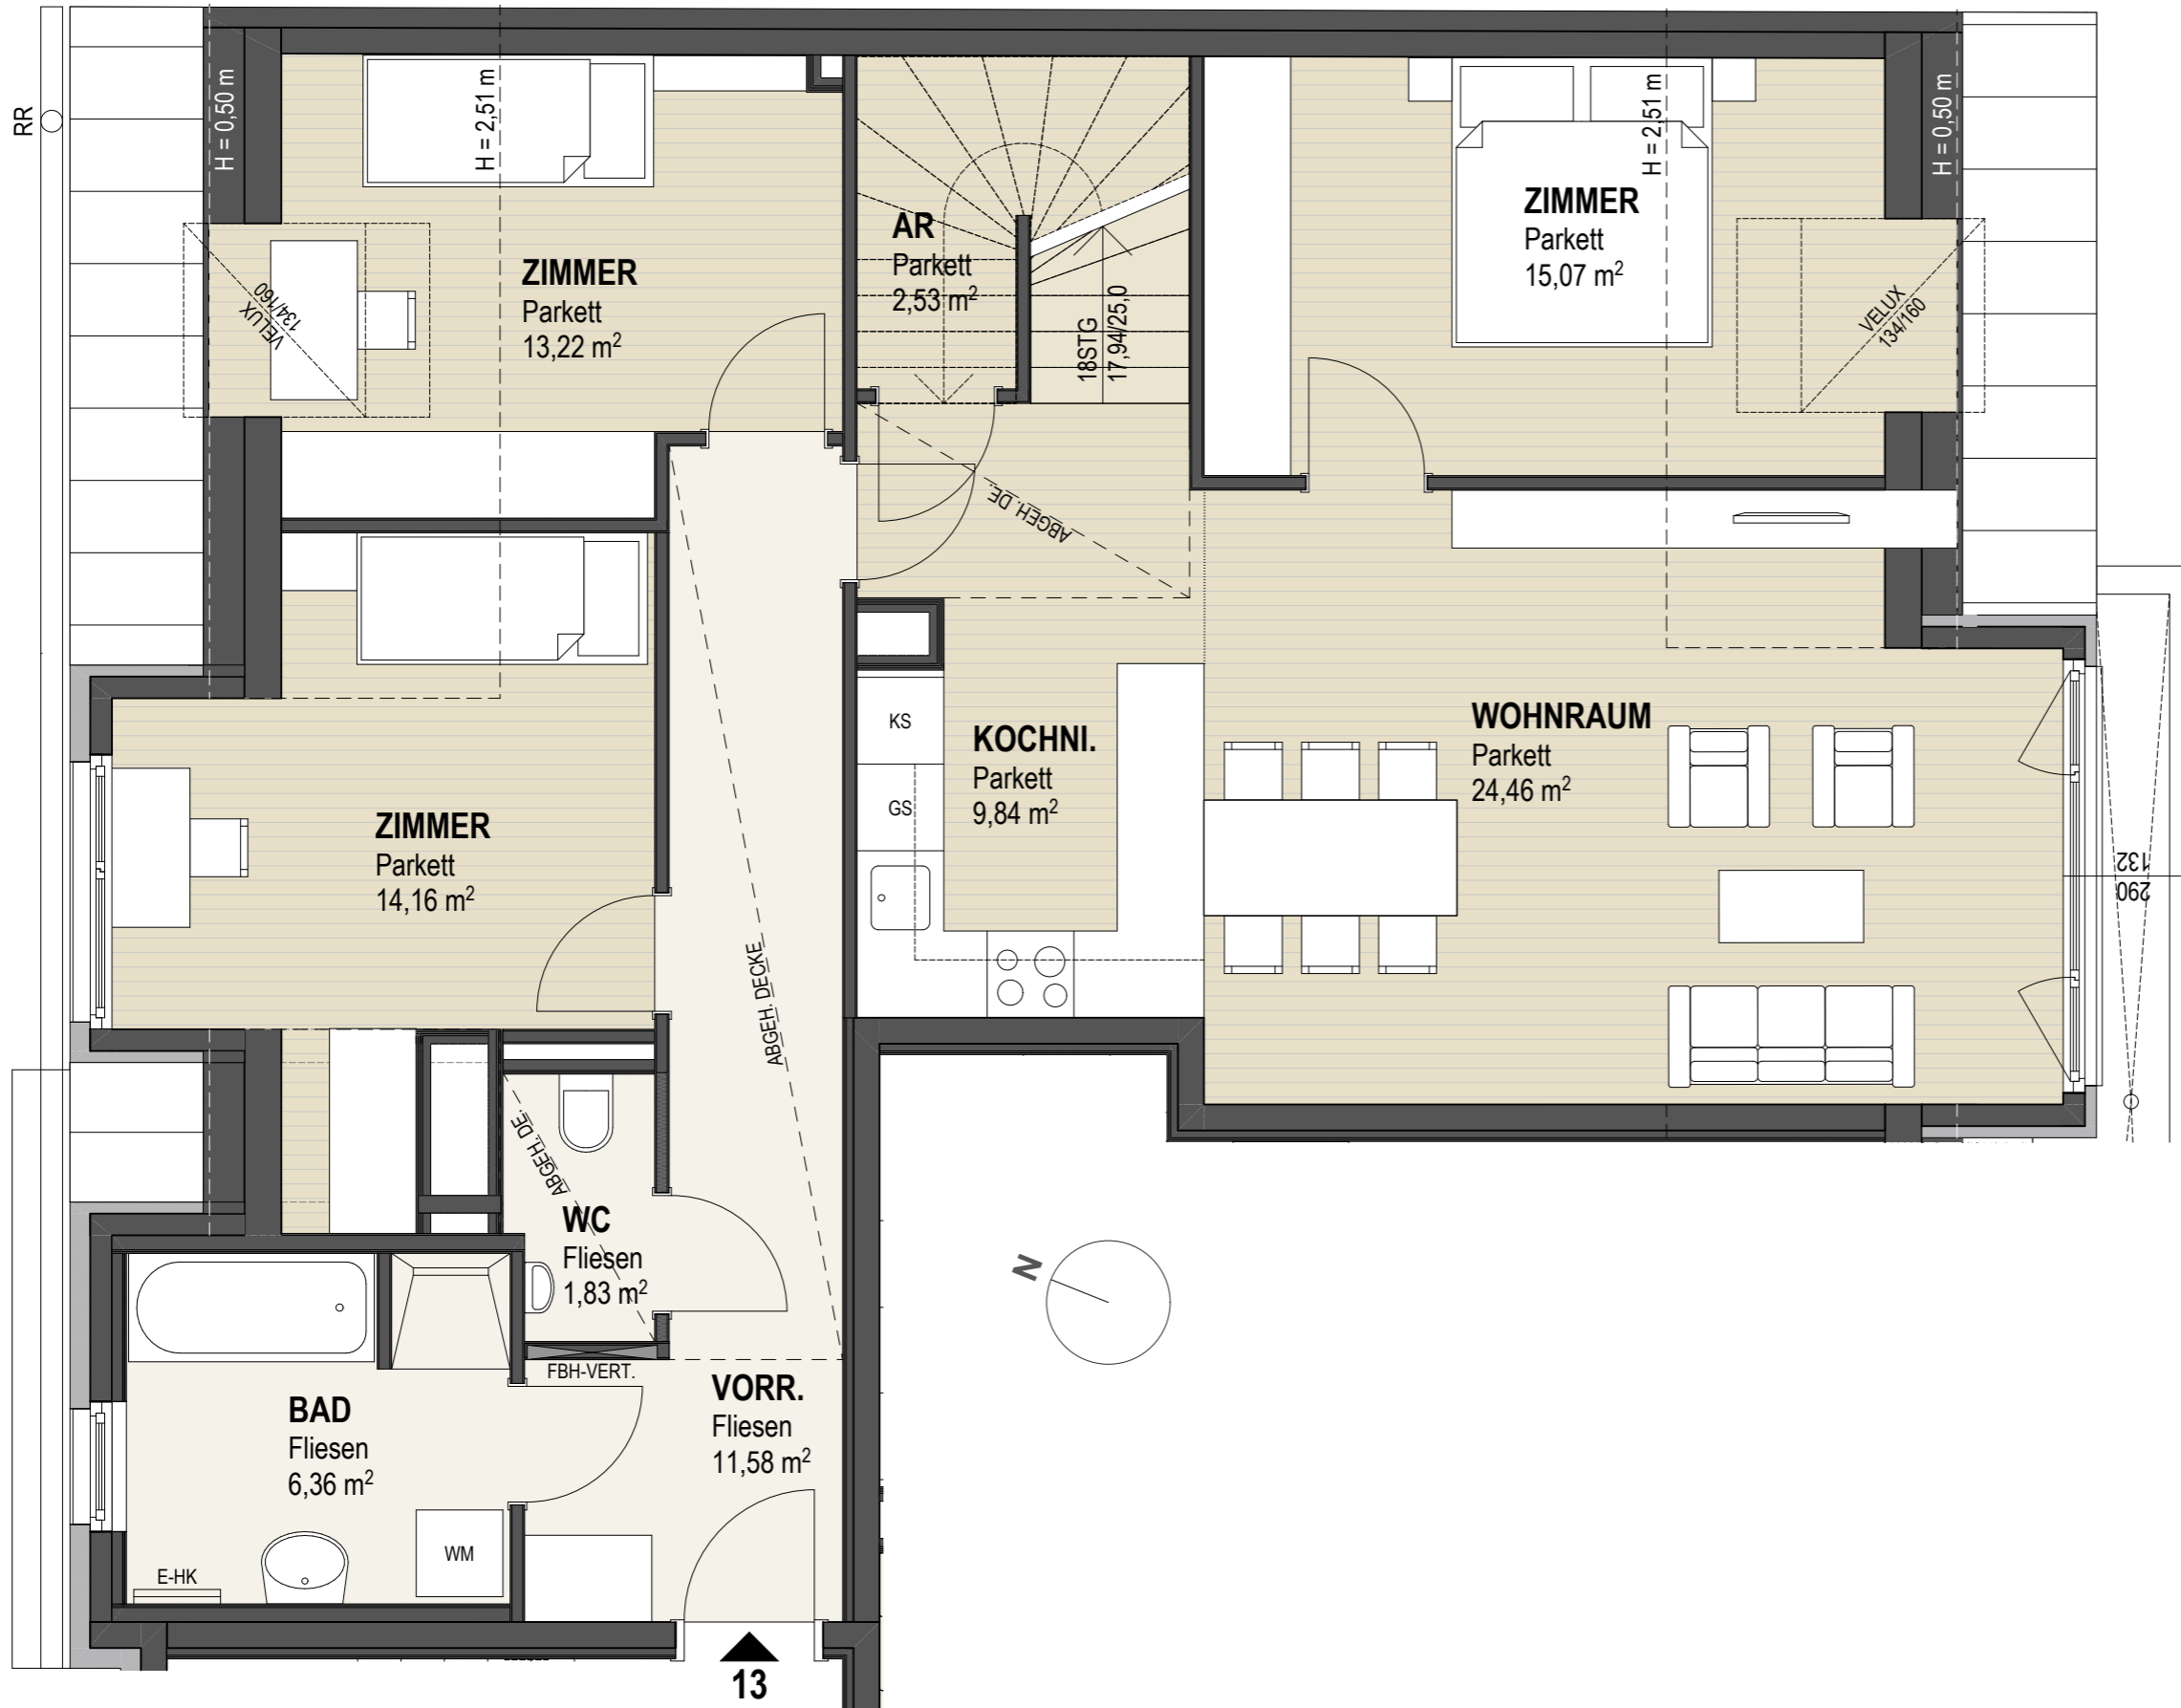 RR
H = 0,50 m
H = 2,51 m
H = 2,51 m
H = 0,50 m
ZIMMER
Parkett
13,22 m²
VELUX
134/160
AR
Parkett
2,53 m²
18STG
17,94/25,0
ZIMMER
Parkett
15,07 m²
VELUX
134/160
ABGEH. DE.
ZIMMER
Parkett
14,16 m²
ABGEH. DECKE
KS
GS
KOCHNI.
Parkett
9,84 m²
WOHNRAUM
Parkett
24,46 m²
132
290
ABGEH. DE.
WC
Fliesen
1,83 m²
N
FBH-VERT.
VORR.
Fliesen
11,58 m²
BAD
Fliesen
6,36 m²
WM
E-HK
13